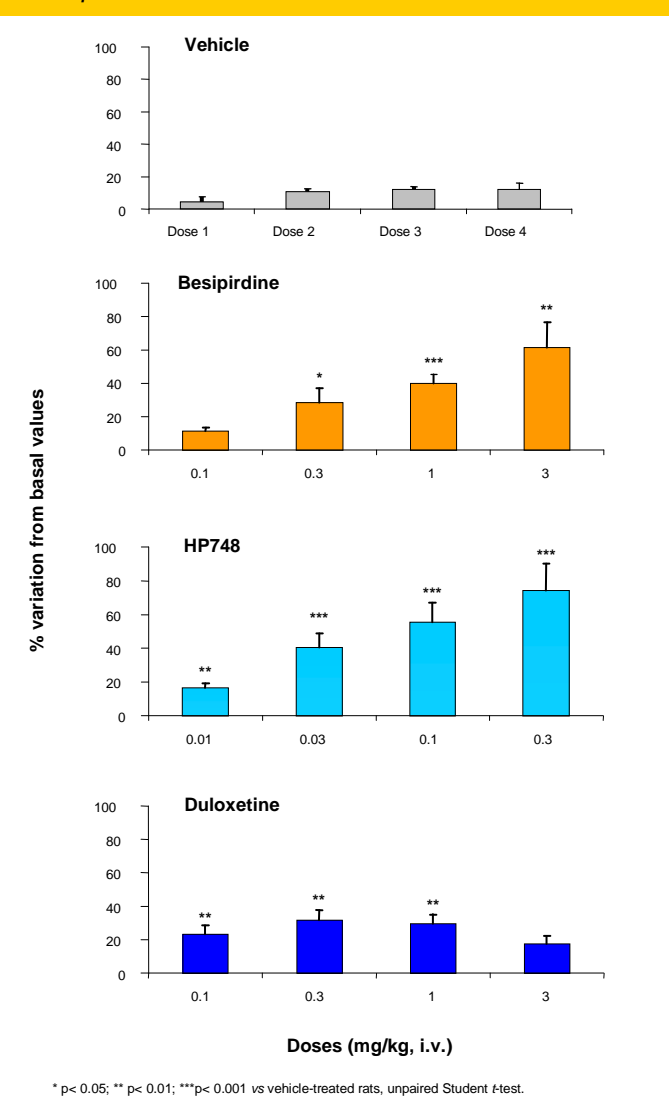 Vehicle
100
80
60
40
20
0
Dose 1 Dose 2 Dose 3 Dose 4
Besipirdine
100
80
60
40
20
0
* *** **
0.1 0.3 1 3
% variation from basal values
HP748
100
80
60
40
20
0
** *** *** ***
0.01 0.03 0.1 0.3
Duloxetine
100
80
60
40
20
0
** ** **
0.1 0.3 1 3
Doses (mg/kg, i.v.)
* p< 0.05; ** p< 0.01; ***p< 0.001 vs vehicle-treated rats, unpaired Student t-test.